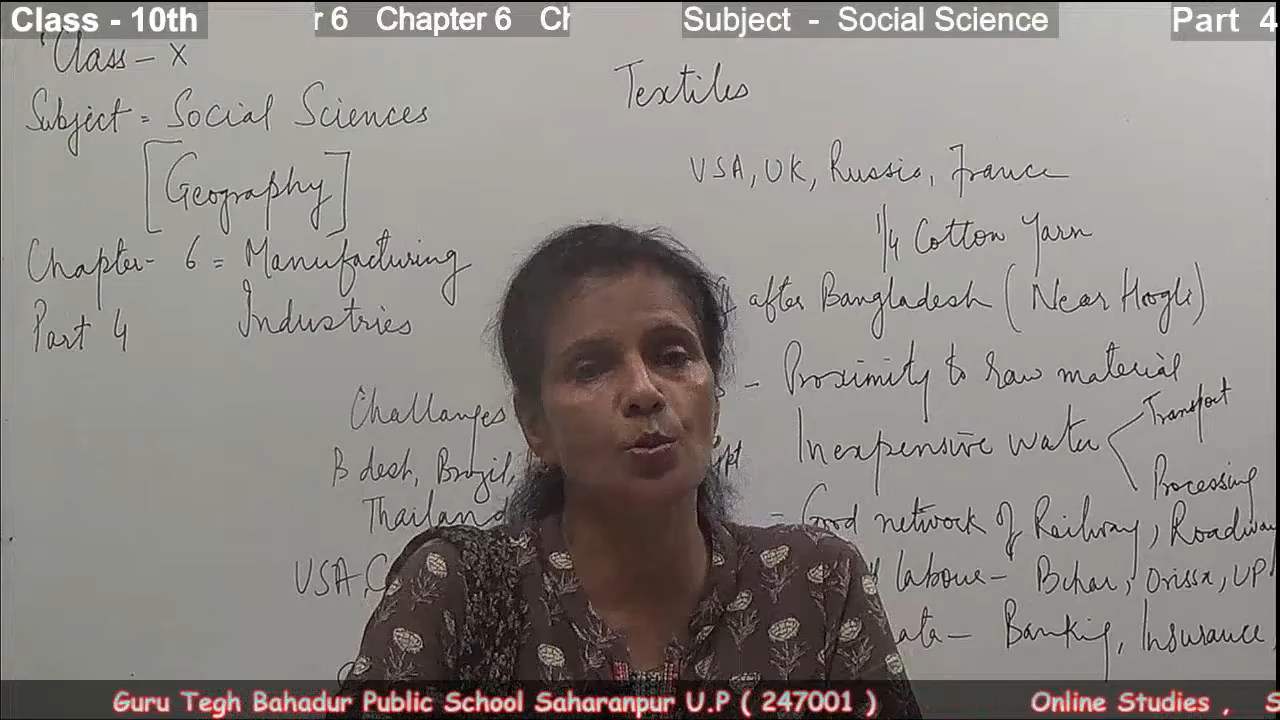 Class - 10th
r 6 Chapter 6 Ch
Subject - Social Science
Part 4
Class - X
Subject = Social Sciences
[Geography]
Chapter- 6 = Manufacturing
Industries
Part 4
Challanges
B desh, Brazil,
Thailand
USA, C
Textiles
USA, UK, Russia, France
1/4 Cotton Yarn
after Bangladesh (Near Hoogli)
- Proximity to raw material
Inexpensive water
Transport
Processing
- Good network of Railway, Roadway
labour - Bihar, Orissa, UP
- Banking, Insurance,
Guru Tegh Bahadur Public School Saharanpur U.P ( 247001 )
Online Studies , S